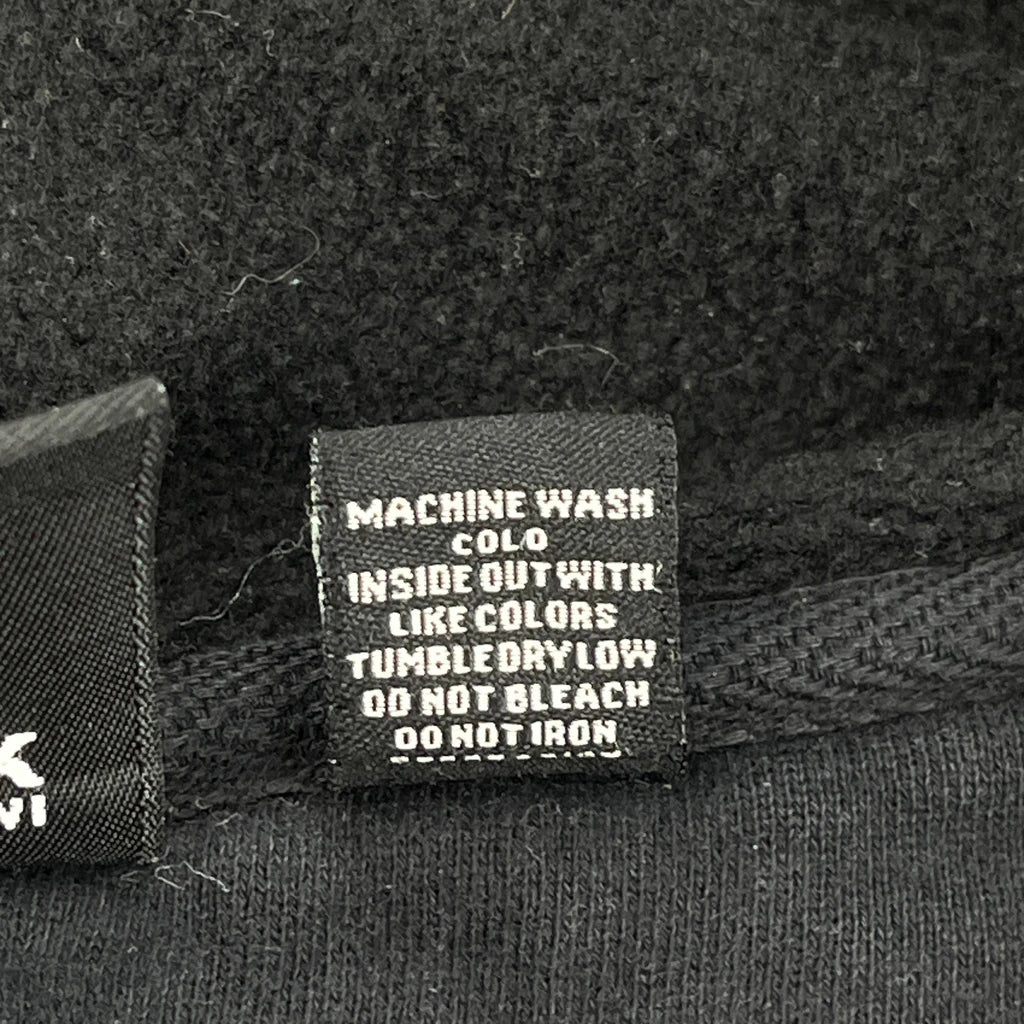 MACHINE WASH
COLD
INSIDE OUT WITH
LIKE COLORS
TUMBLE DRY LOW
DO NOT BLEACH
DO NOT IRON
K